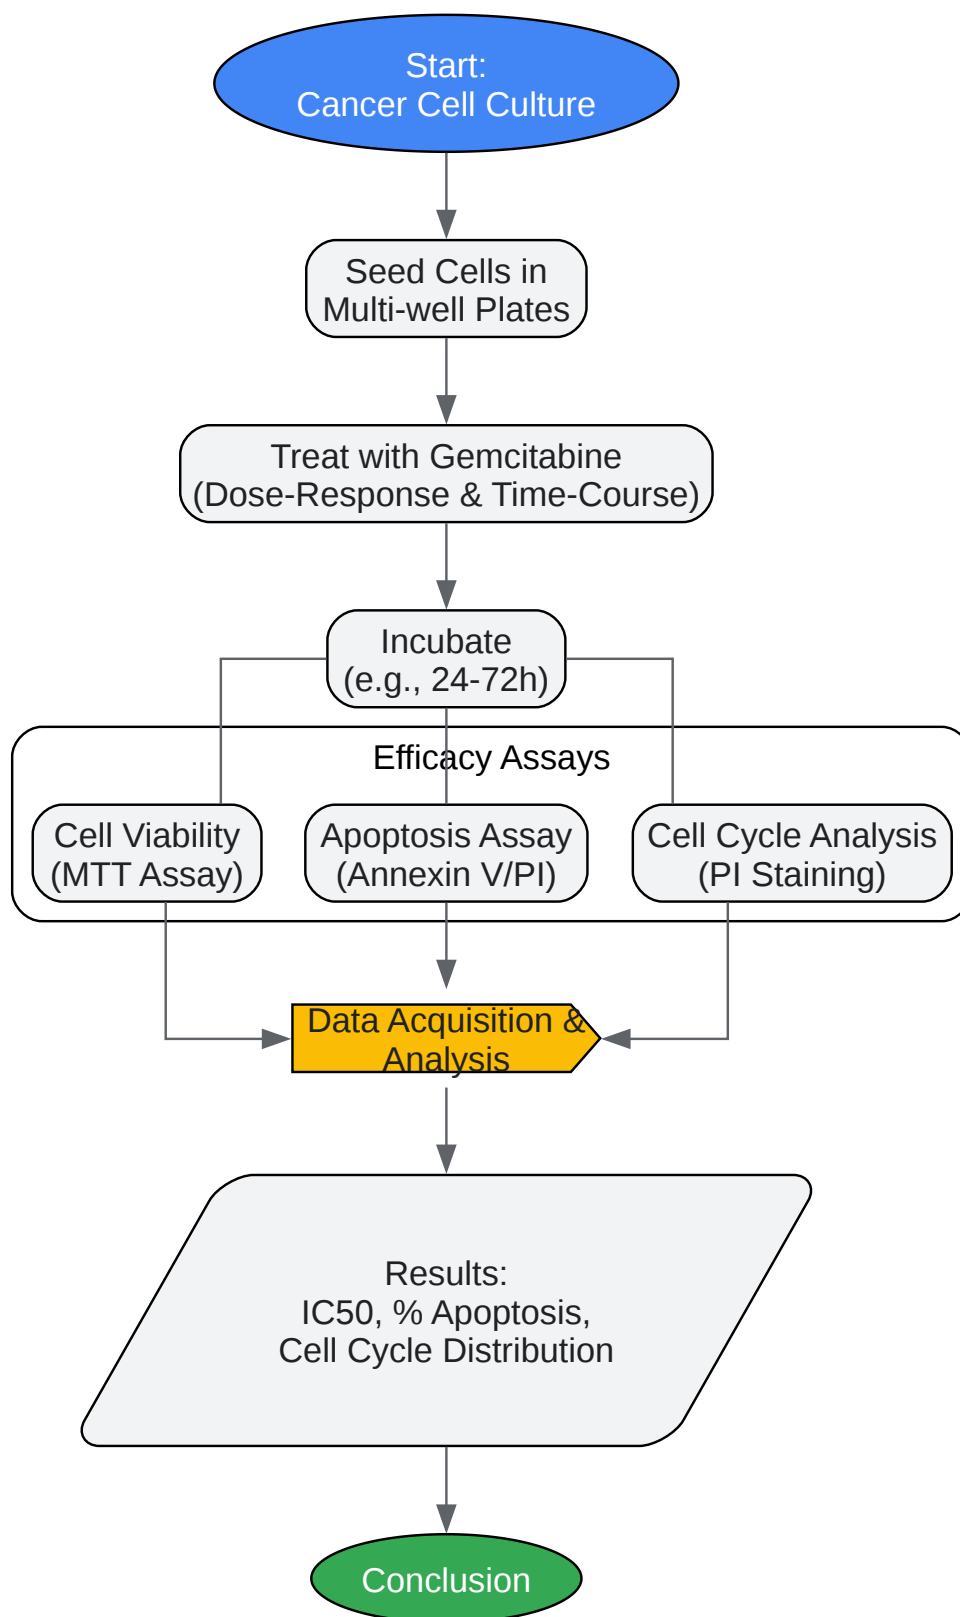 Start:
Cancer Cell Culture
Seed Cells in
Multi-well Plates
Treat with Gemcitabine
(Dose-Response & Time-Course)
Incubate
(e.g., 24-72h)
Efficacy Assays
Cell Viability
(MTT Assay)
Apoptosis Assay
(Annexin V/PI)
Cell Cycle Analysis
(PI Staining)
Data Acquisition &
Analysis
Results:
IC50, % Apoptosis,
Cell Cycle Distribution
Conclusion